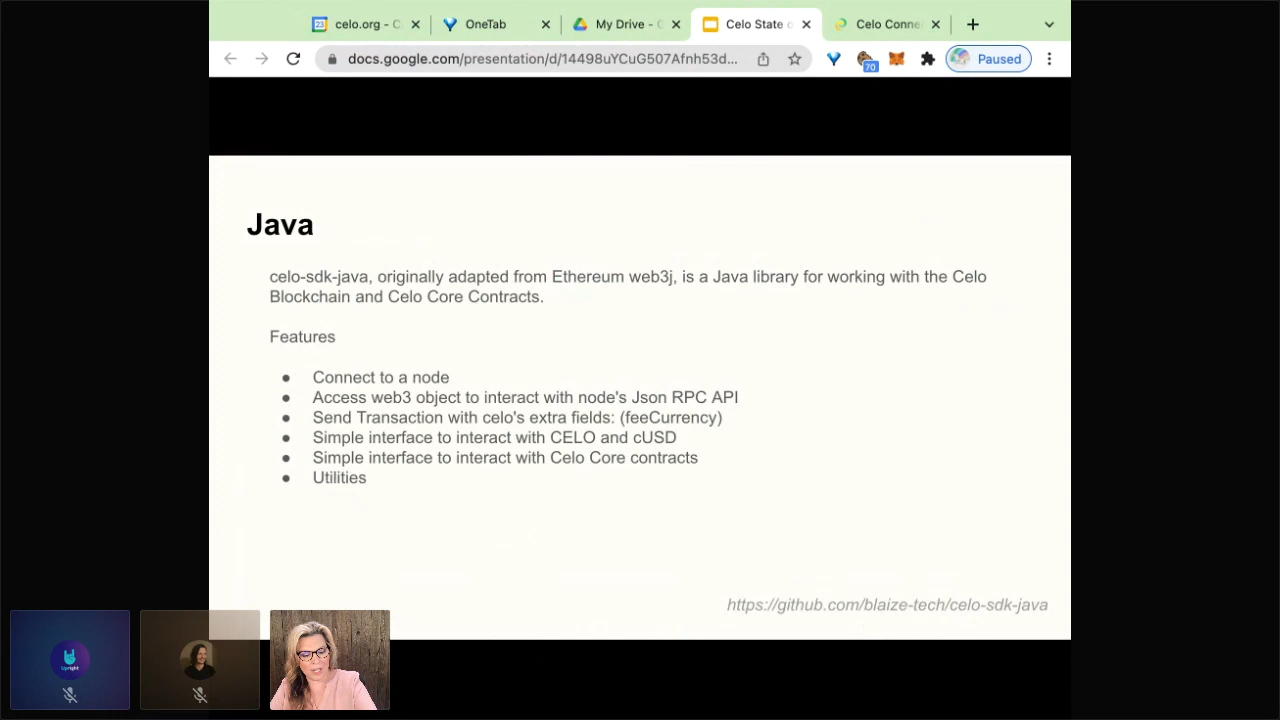 23 celo.org - C
OneTab
My Drive - G
Celo State o
Celo Conne
docs.google.com/presentation/d/14498uYCuG507Afnh53d...
70
Paused
Java
celo-sdk-java, originally adapted from Ethereum web3j, is a Java library for working with the Celo
Blockchain and Celo Core Contracts.
Features
● Connect to a node
● Access web3 object to interact with node's Json RPC API
● Send Transaction with celo's extra fields: (feeCurrency)
● Simple interface to interact with CELO and cUSD
● Simple interface to interact with Celo Core contracts
● Utilities
https://github.com/blaize-tech/celo-sdk-java
Upright